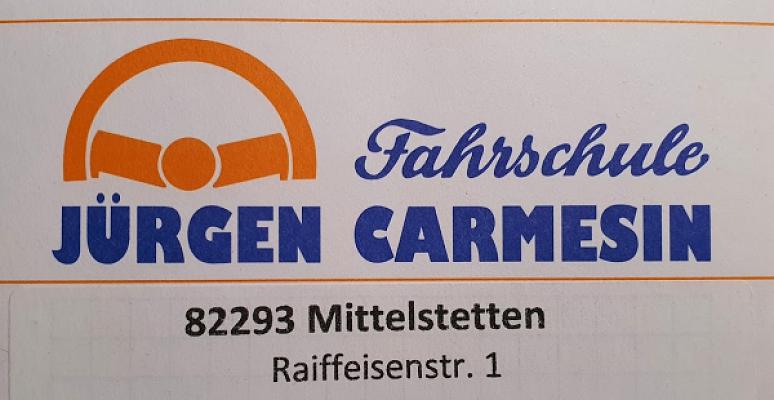 Fahrschule
JÜRGEN CARMESIN
82293 Mittelstetten
Raiffeisenstr. 1